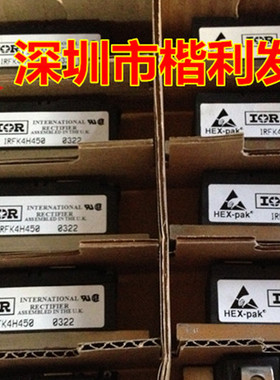 深圳市楷利发
INTERNATIONAL
RECTIFIER
ASSEMBLED IN THE U.K.
IRFK4H450 0322
HEX-pak
IOR
IOR
INTERNATIONAL
RECTIFIER
ASSEMBLED IN THE U.K.
IRFK4H450 0322
HEX-pak
IOR
INTERNATIONAL
RECTIFIER
ASSEMBLED IN THE U.K.
0322
HEX-pak